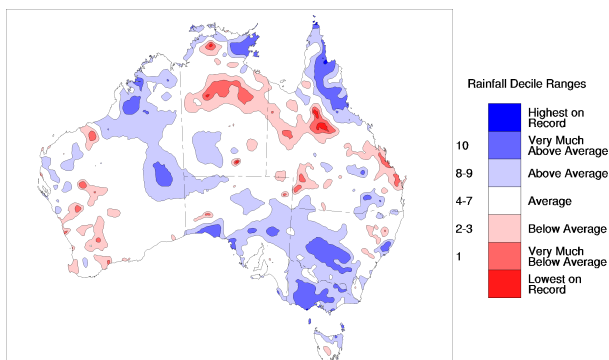 Rainfall Decile Ranges
Highest on
Record
10
Very Much
Above Average
8-9
Above Average
4-7
Average
2-3
Below Average
1
Very Much
Below Average
Lowest on
Record